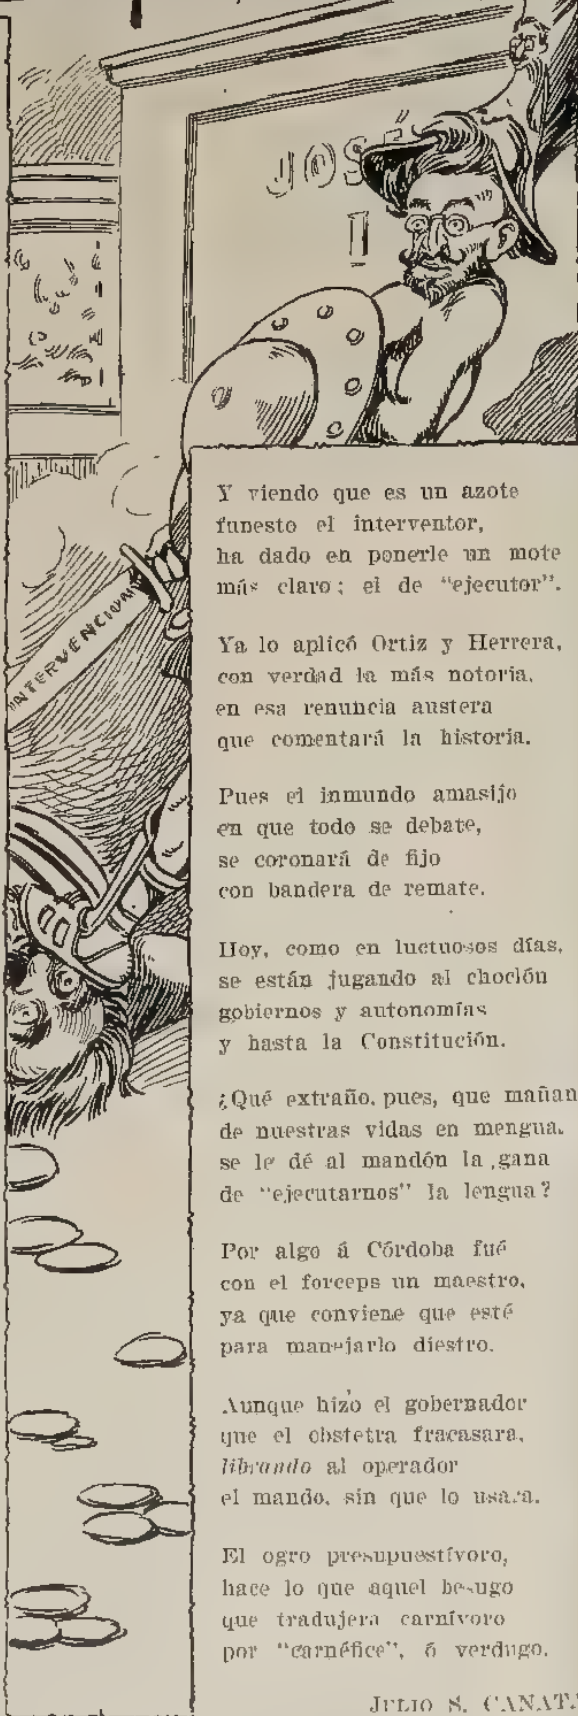 JOSÉ
I
INTERVENCION
Y viendo que es un azote
funesto el interventor,
ha dado en ponerle un mote
más claro; el de "ejecutor".
Ya lo aplicó Ortiz y Herrera,
con verdad la más notoria,
en esa renuncia austera
que comentará la historia.
Pues el inmundo amasijo
en que todo se debate,
se coronará de fijo
con bandera de remate.
Hoy, como en luctuosos días,
se están jugando al choclón
gobiernos y autonomías
y hasta la Constitución.
¿Qué extraño, pues, que mañan
de nuestras vidas en mengua,
se le dé al mandón la gana
de "ejecutarnos" la lengua?
Por algo á Córdoba fué
con el forceps un maestro,
ya que conviene que esté
para manejarlo diestro.
Aunque hizo el gobernador
que el obstetra fracasara,
librando al operador
el mando, sin que lo usara.
El ogro presupuestívoro,
hace lo que aquel besugo
que tradujera carnívoro
por "carnéfice", ó verdugo.
JULIO S. CANATA